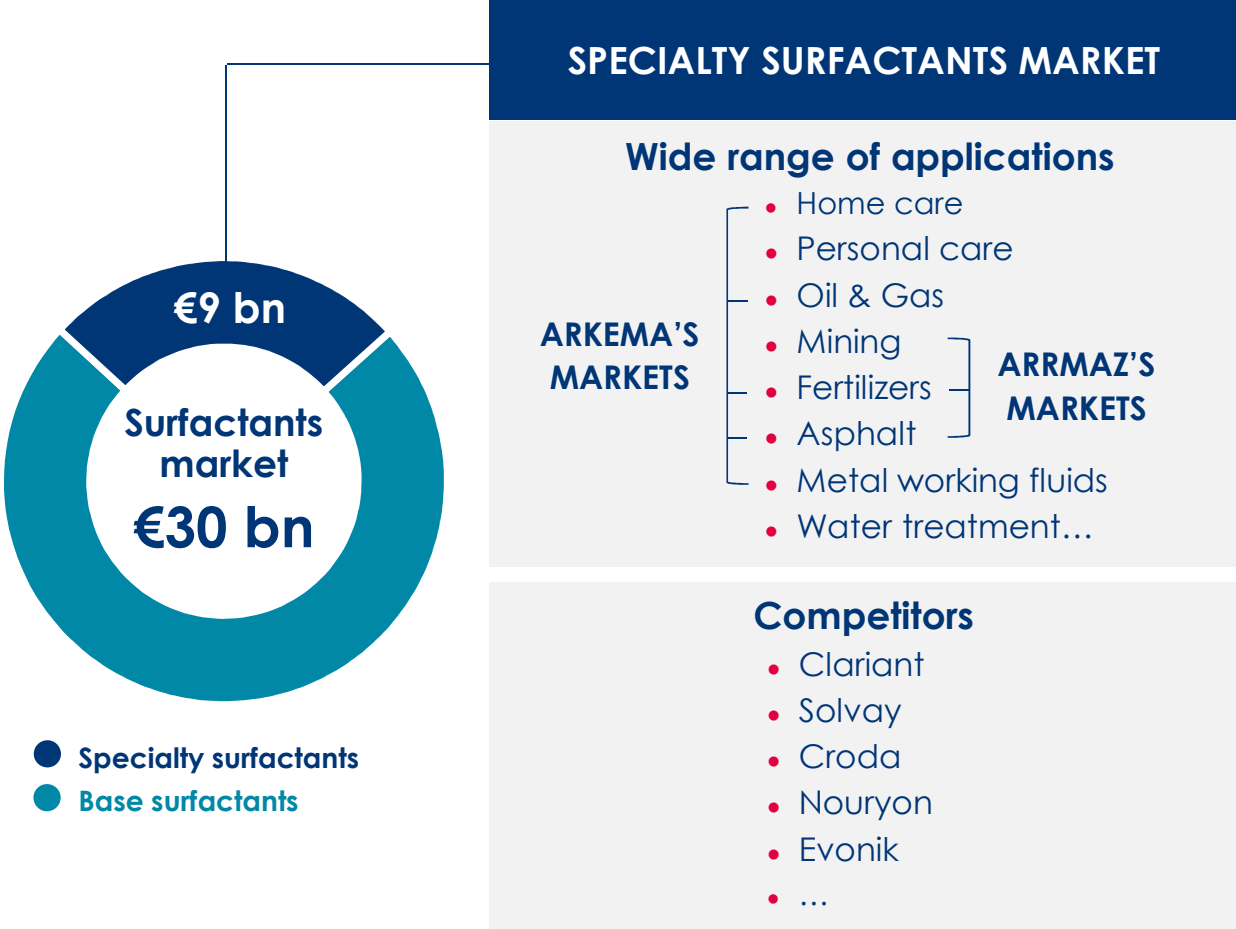 SPECIALTY SURFACTANTS MARKET
€9 bn
Surfactants
market
€30 bn
Specialty surfactants
Base surfactants
Wide range of applications
ARKEMA'S
MARKETS
• Home care
• Personal care
• Oil & Gas
• Mining
• Fertilizers
• Asphalt
• Metal working fluids
• Water treatment…
ARRMAZ'S
MARKETS
Competitors
• Clariant
• Solvay
• Croda
• Nouryon
• Evonik
• …